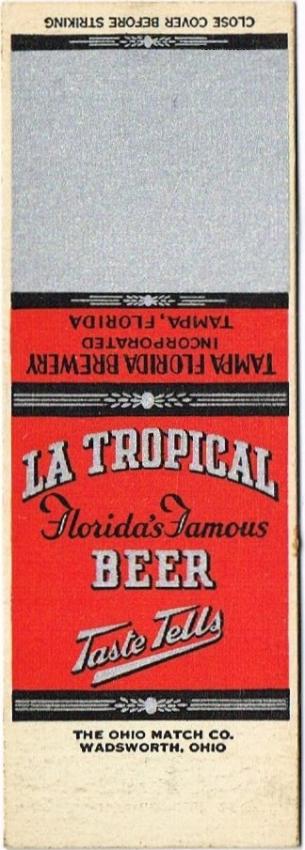 CLOSE COVER BEFORE STRIKING
TAMPA FLORIDA BREWERY
INCORPORATED
TAMPA, FLORIDA
LA TROPICAL
Florida's Famous
BEER
Taste Tells
THE OHIO MATCH CO.
WADSWORTH, OHIO